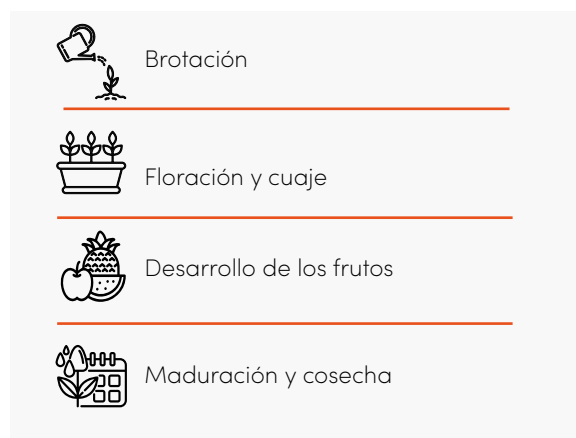 Brotación
Floración y cuaje
Desarrollo de los frutos
Maduración y cosecha